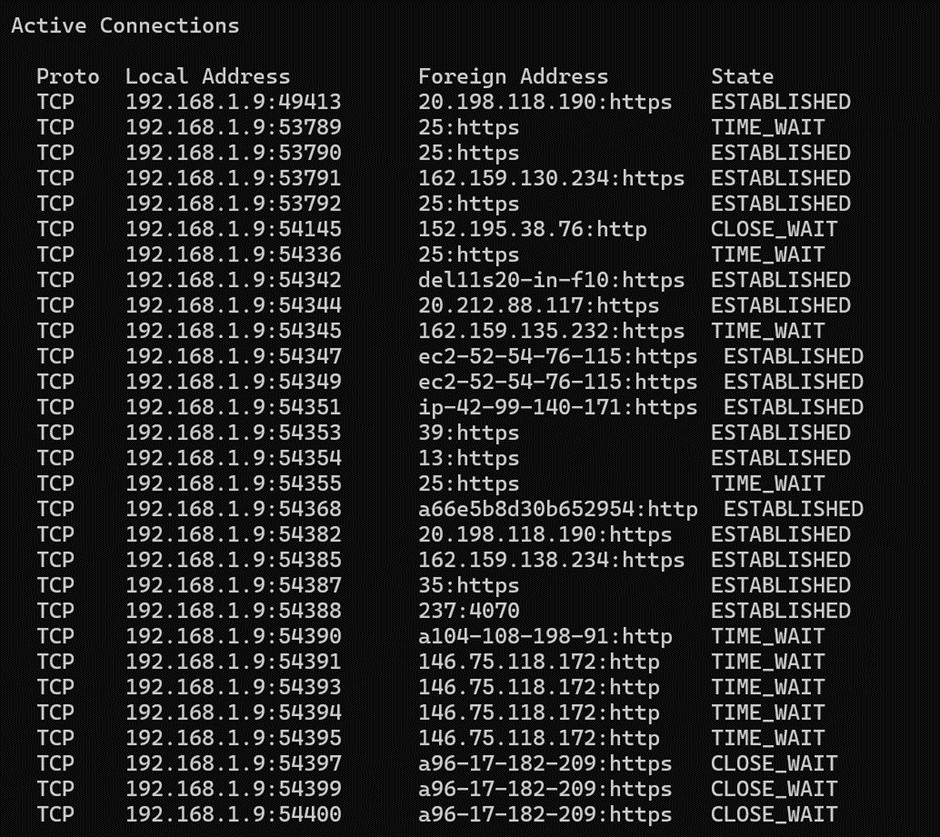 Active Connections
Proto Local Address Foreign Address State
TCP 192.168.1.9:49413 20.198.118.190:https ESTABLISHED
TCP 192.168.1.9:53789 25:https TIME_WAIT
TCP 192.168.1.9:53790 25:https ESTABLISHED
TCP 192.168.1.9:53791 162.159.130.234:https ESTABLISHED
TCP 192.168.1.9:53792 25:https ESTABLISHED
TCP 192.168.1.9:54145 152.195.38.76:http CLOSE_WAIT
TCP 192.168.1.9:54336 25:https TIME_WAIT
TCP 192.168.1.9:54342 del11s20-in-f10:https ESTABLISHED
TCP 192.168.1.9:54344 20.212.88.117:https ESTABLISHED
TCP 192.168.1.9:54345 162.159.135.232:https TIME_WAIT
TCP 192.168.1.9:54347 ec2-52-54-76-115:https ESTABLISHED
TCP 192.168.1.9:54349 ec2-52-54-76-115:https ESTABLISHED
TCP 192.168.1.9:54351 ip-42-99-140-171:https ESTABLISHED
TCP 192.168.1.9:54353 39:https ESTABLISHED
TCP 192.168.1.9:54354 13:https ESTABLISHED
TCP 192.168.1.9:54355 25:https TIME_WAIT
TCP 192.168.1.9:54368 a66e5b8d30b652954:http ESTABLISHED
TCP 192.168.1.9:54382 20.198.118.190:https ESTABLISHED
TCP 192.168.1.9:54385 162.159.138.234:https ESTABLISHED
TCP 192.168.1.9:54387 35:https ESTABLISHED
TCP 192.168.1.9:54388 237:4070 ESTABLISHED
TCP 192.168.1.9:54390 a104-108-198-91:http TIME_WAIT
TCP 192.168.1.9:54391 146.75.118.172:http TIME_WAIT
TCP 192.168.1.9:54393 146.75.118.172:http TIME_WAIT
TCP 192.168.1.9:54394 146.75.118.172:http TIME_WAIT
TCP 192.168.1.9:54395 146.75.118.172:http TIME_WAIT
TCP 192.168.1.9:54397 a96-17-182-209:https CLOSE_WAIT
TCP 192.168.1.9:54399 a96-17-182-209:https CLOSE_WAIT
TCP 192.168.1.9:54400 a96-17-182-209:https CLOSE_WAIT